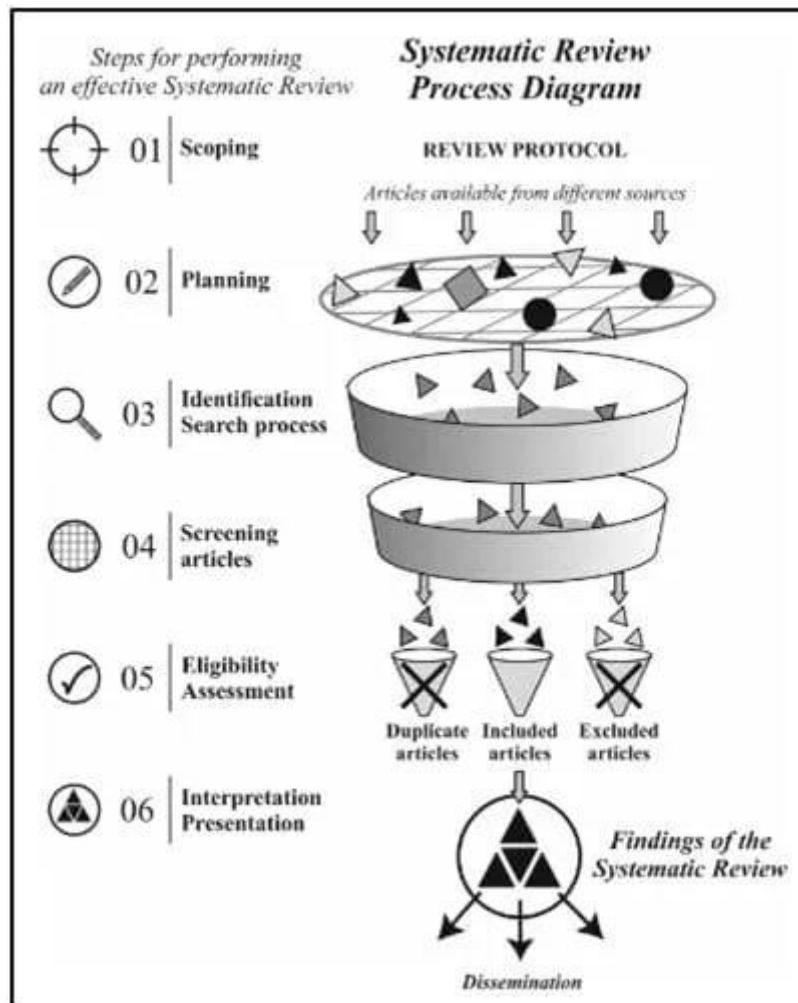 Steps for performing
an effective Systematic Review
Systematic Review
Process Diagram
01 Scoping
REVIEW PROTOCOL
Articles available from different sources
02 Planning
03 Identification
Search process
04 Screening
articles
05 Eligibility
Assessment
Duplicate
articles
Included
articles
Excluded
articles
06 Interpretation
Presentation
Findings of the
Systematic Review
Dissemination